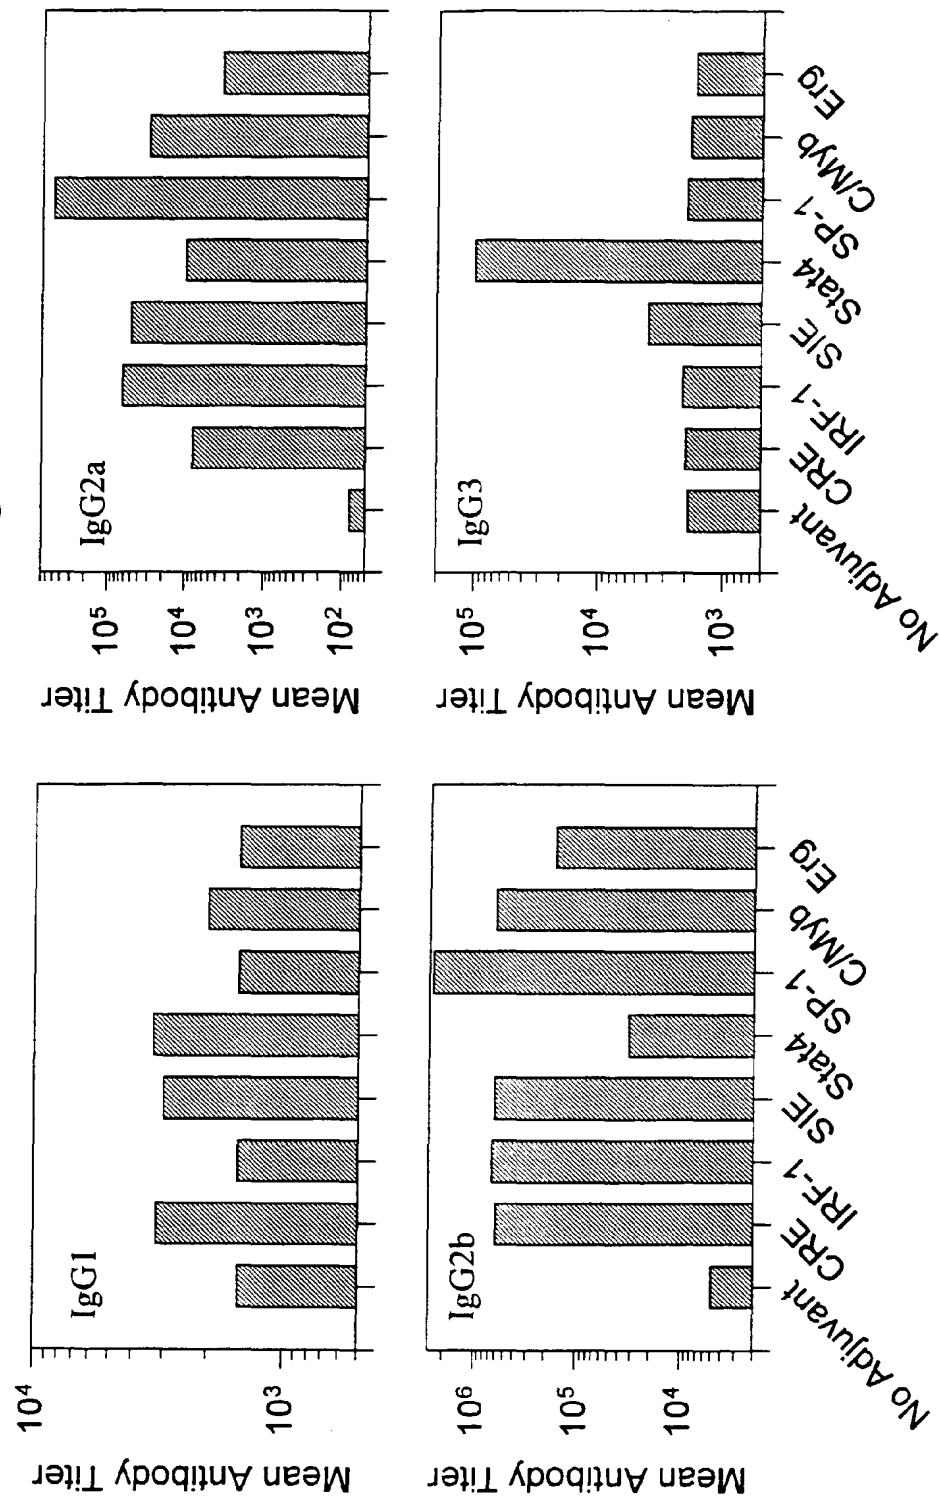 IgG1
Mean Antibody Titer
10⁴
10³
IgG2a
Mean Antibody Titer
10⁵
10⁴
10³
10²
IgG2b
Mean Antibody Titer
10⁶
10⁵
10⁴
No Adjuvant
CRE
IRF-1
SIE
Stat4
SP-1
C/Myb
Erg
IgG3
Mean Antibody Titer
10⁵
10⁴
10³
No Adjuvant
CRE
IRF-1
SIE
Stat4
SP-1
C/Myb
Erg